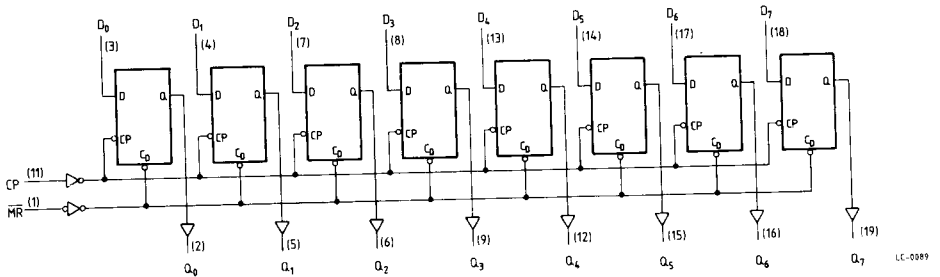 D0 D1 D2 D3 D4 D5 D6 D7
(3) (4) (7) (8) (13) (14) (17) (18)
D Q D Q D Q D Q D Q D Q D Q D Q
CP CP CP CP CP CP CP CP
CD CD CD CD CD CD CD CD
CP (11)
M̅R̅ (1)
(2) (5) (6) (9) (12) (15) (16) (19)
Q0 Q1 Q2 Q3 Q4 Q5 Q6 Q7
LC-0089